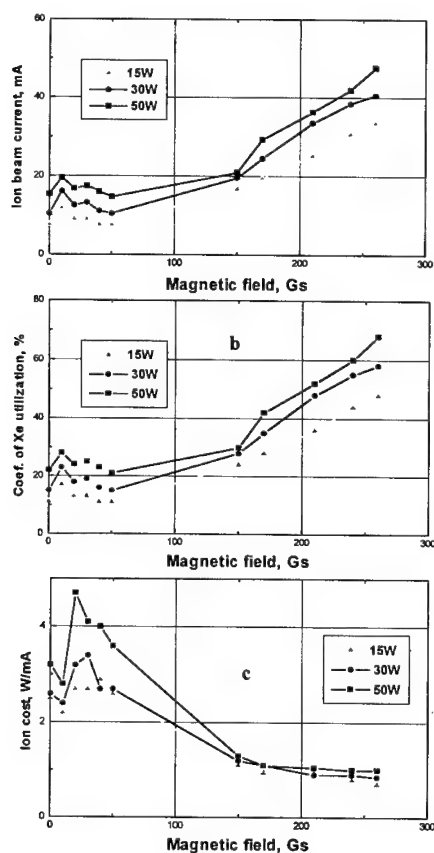 60
40
20
0
Ion beam current, mA
15W
30W
50W
0
100
200
300
Magnetic field, Gs
80
60
40
20
0
Coef. of Xe utilization, %
b
15W
30W
50W
0
100
200
300
Magnetic field, Gs
4
2
0
Ion cost, W/mA
c
15W
30W
50W
0
100
200
300
Magnetic field, Gs